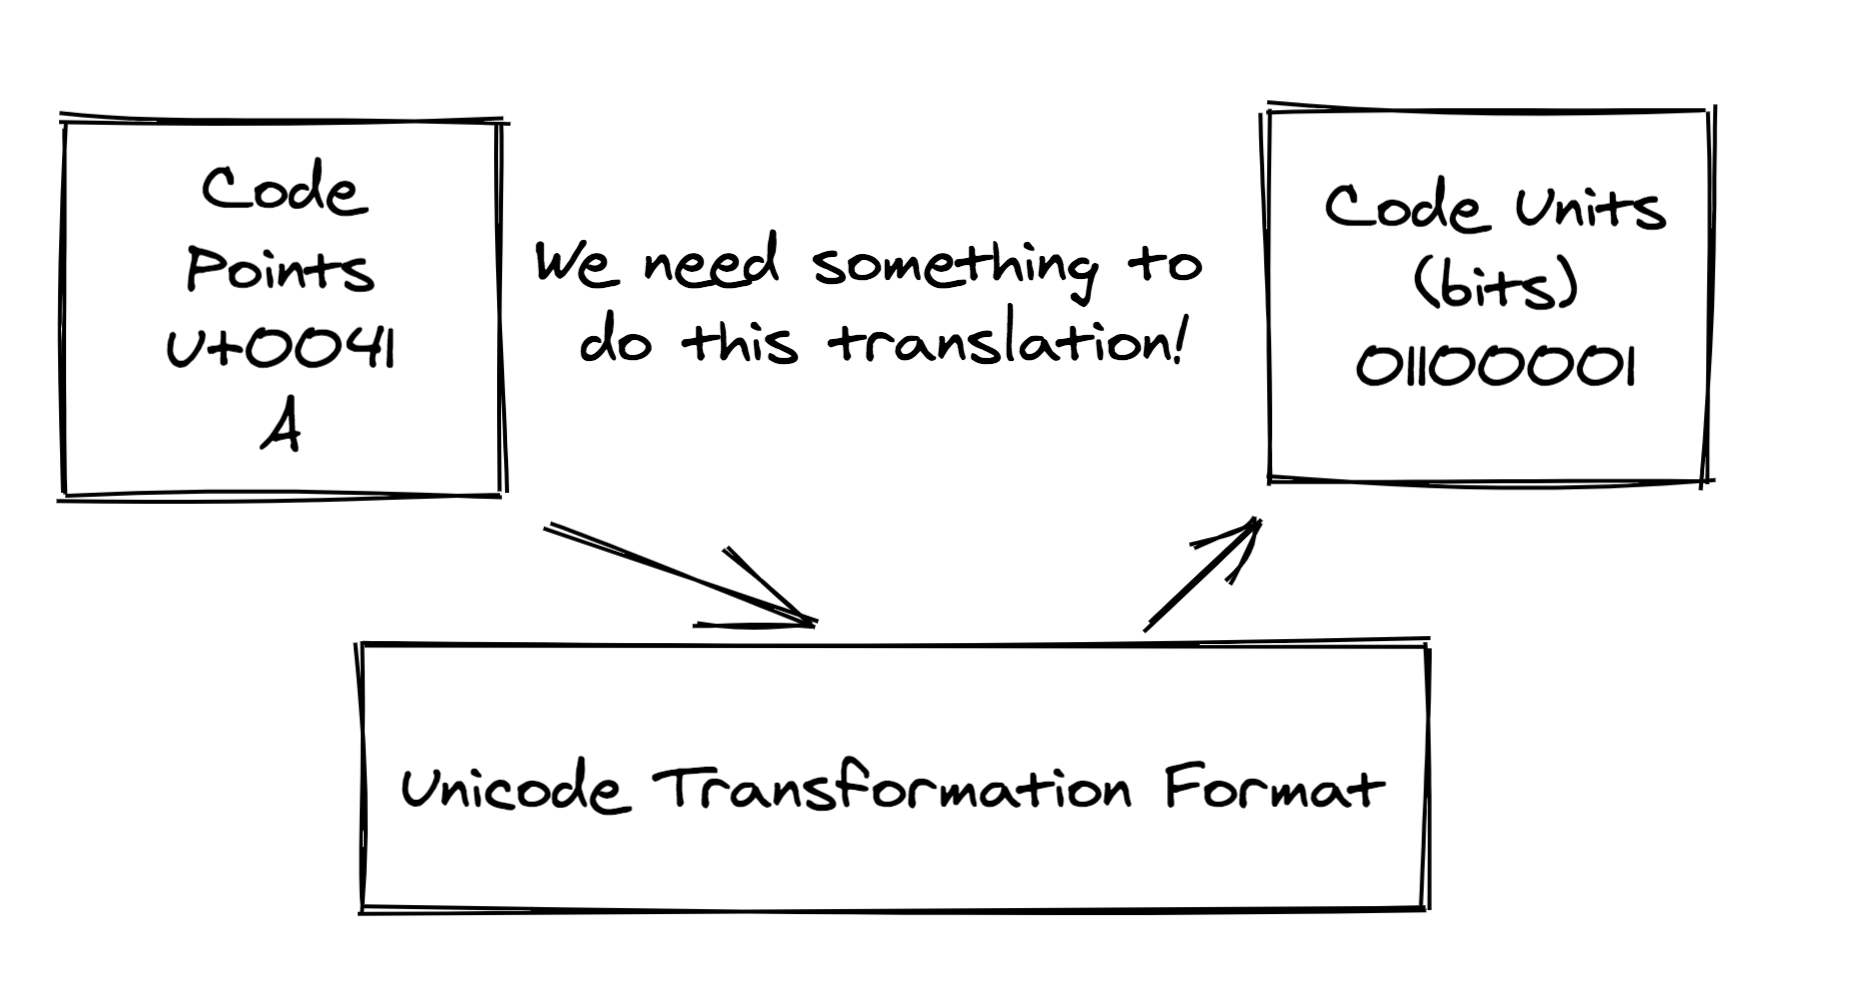 Code
Points
U+0041
A
We need something to
do this translation!
Code Units
(bits)
01100001
Unicode Transformation Format